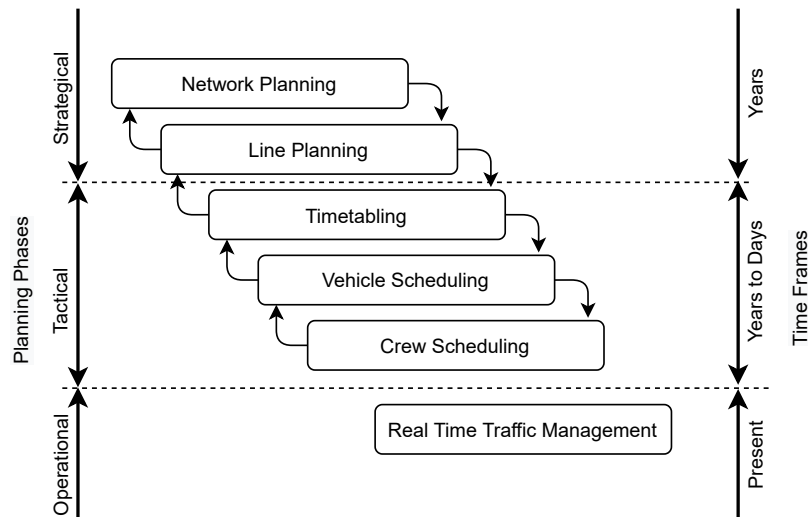 Planning Phases
Strategical
Tactical
Operational
Network Planning
Line Planning
Timetabling
Vehicle Scheduling
Crew Scheduling
Real Time Traffic Management
Years
Years to Days
Present
Time Frames